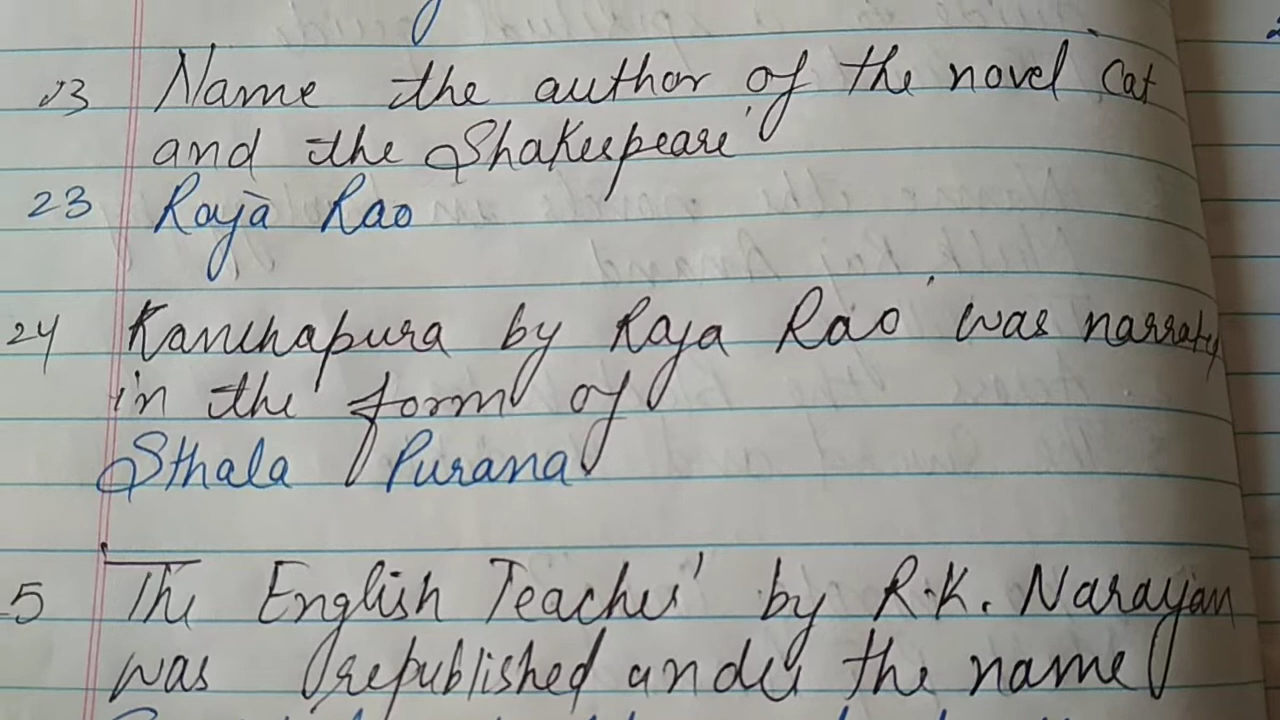 23 Name the author of the novel Cat
and the Shakespeare'
23 Raja Rao
24 Kanthapura by Raja Rao' was narrate
in the form of
Sthala Purana
5 The English Teacher' by R.K. Narayan
was republished under the name